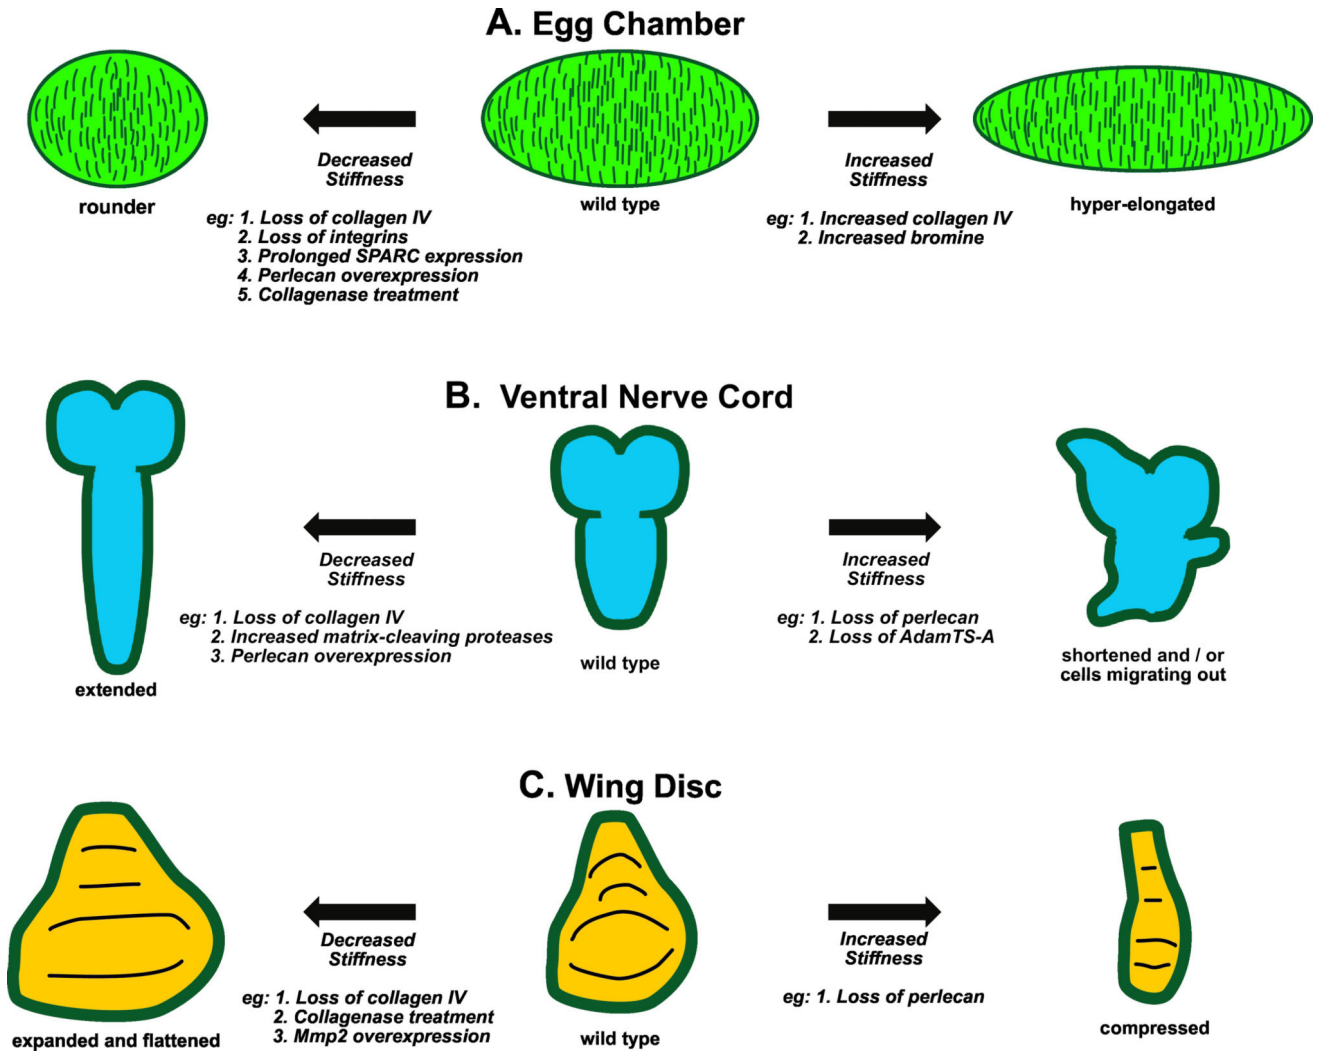 A. Egg Chamber
Decreased
Stiffness
Increased
Stiffness
rounder
wild type
hyper-elongated
eg: 1. Loss of collagen IV
2. Loss of integrins
3. Prolonged SPARC expression
4. Perlecan overexpression
5. Collagenase treatment
eg: 1. Increased collagen IV
2. Increased bromine
B. Ventral Nerve Cord
Decreased
Stiffness
Increased
Stiffness
eg: 1. Loss of collagen IV
2. Increased matrix-cleaving proteases
3. Perlecan overexpression
eg: 1. Loss of perlecan
2. Loss of AdamTS-A
extended
wild type
shortened and / or
cells migrating out
C. Wing Disc
Decreased
Stiffness
Increased
Stiffness
eg: 1. Loss of collagen IV
2. Collagenase treatment
3. Mmp2 overexpression
eg: 1. Loss of perlecan
expanded and flattened
wild type
compressed